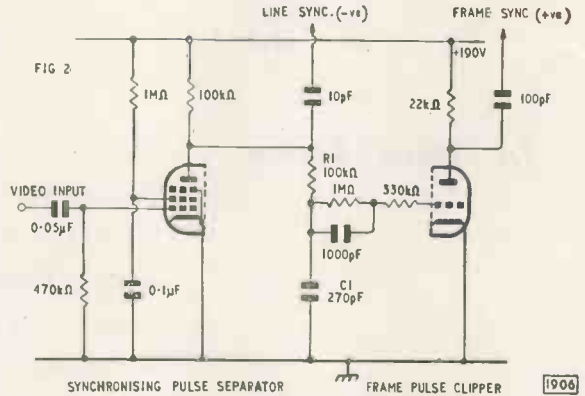 LINE SYNC. (-ve)
FRAME SYNC (+ve)
+190V
FIG 2
1MΩ
100kΩ
10pF
22kΩ
100pF
R1
100kΩ
1MΩ
330kΩ
VIDEO INPUT
0·05µF
1000pF
470kΩ
0·1µF
C1
270pF
SYNCHRONISING PULSE SEPARATOR
FRAME PULSE CLIPPER
1906